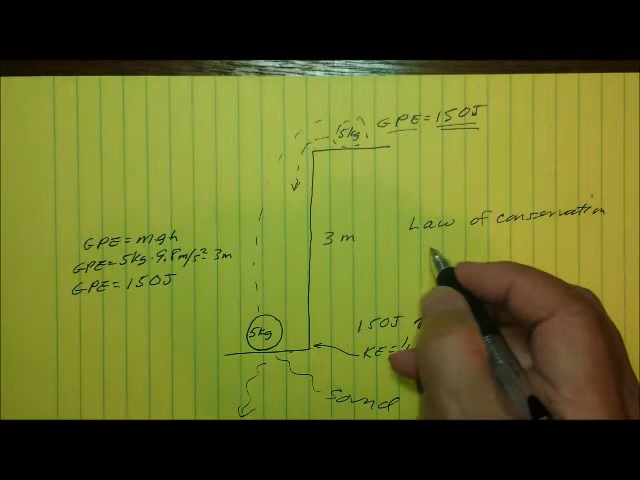 5kg GPE = 150J
Law of conservation
GPE = mgh
GPE = 5kg · 9.8m/s² · 3m
GPE = 150J
3 m
5kg
150J
KE =
Sound